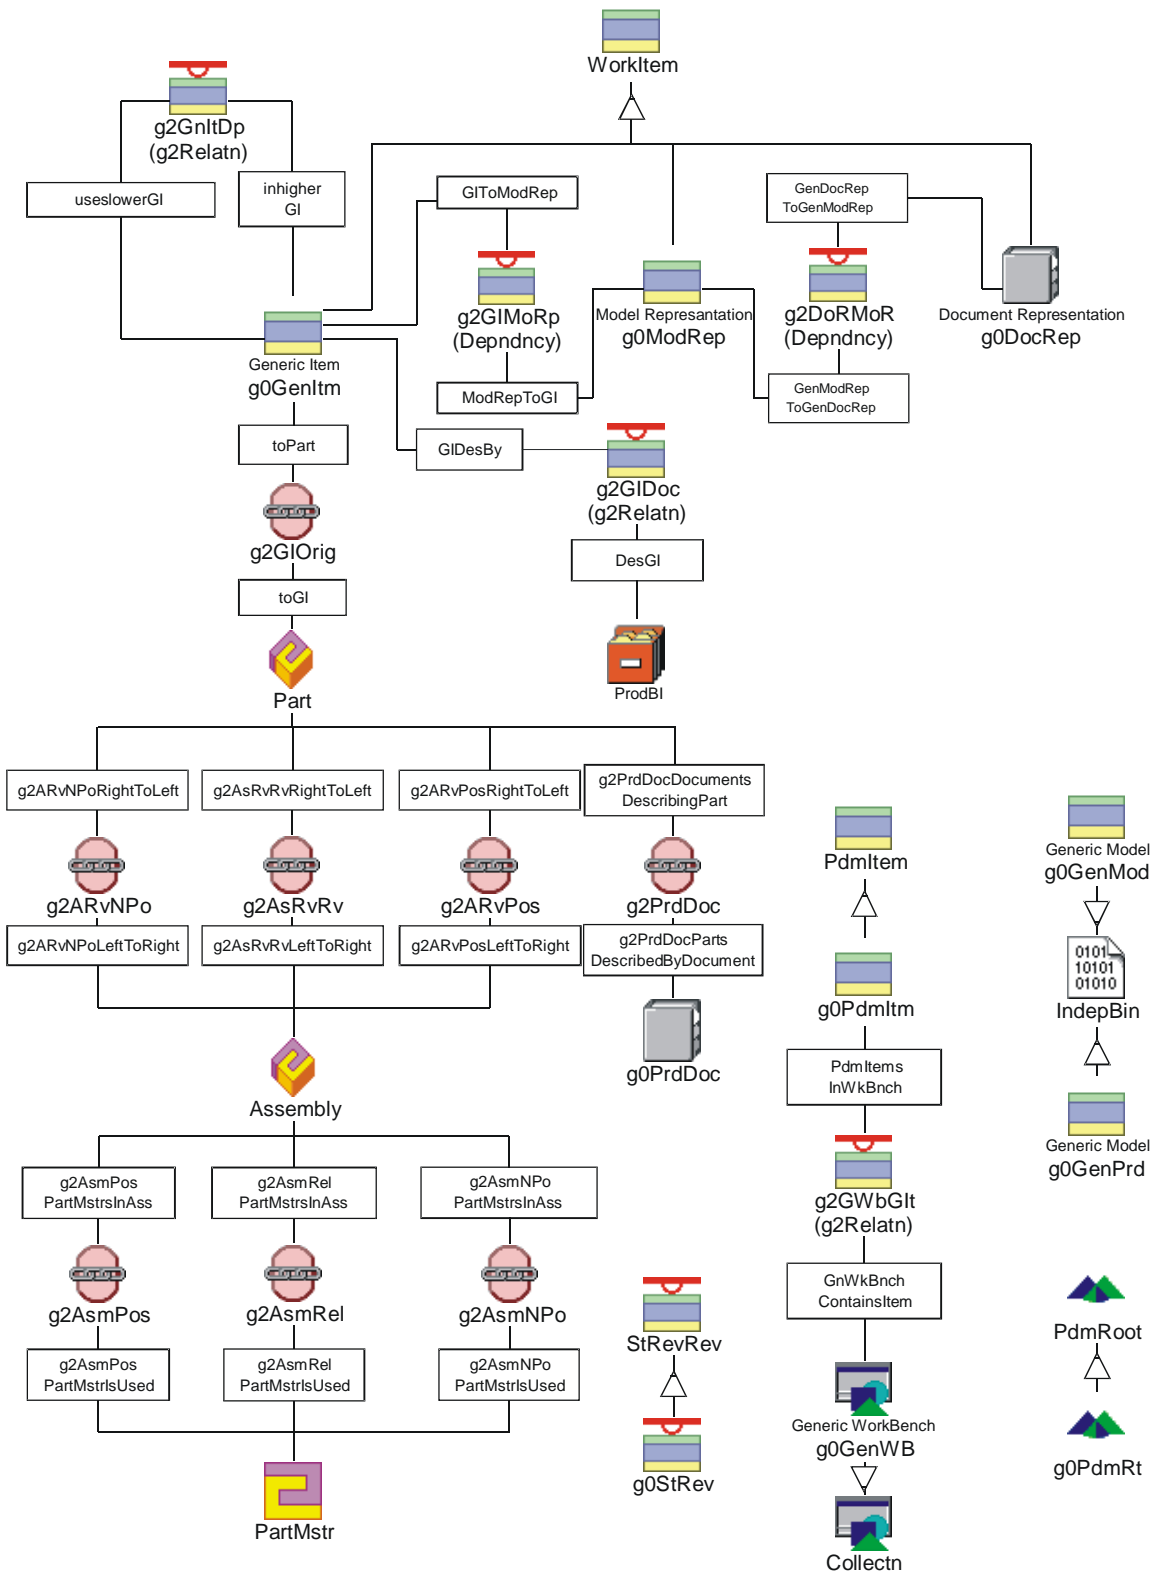 WorkItem
g2GnItDp
(g2Relatn)
useslowerGI
inhigher
GI
GIToModRep
GenDocRep
ToGenModRep
g2GIMoRp
(Depndncy)
Model Represantation
g0ModRep
g2DoRMoR
(Depndncy)
Document Representation
g0DocRep
Generic Item
g0GenItm
ModRepToGI
GenModRep
ToGenDocRep
toPart
GIDesBy
g2GIDoc
(g2Relatn)
g2GIOrig
DesGI
toGI
Part
ProdBI
g2ARvNPoRightToLeft
g2AsRvRvRightToLeft
g2ARvPosRightToLeft
g2PrdDocDocuments
DescribingPart
g2ARvNPo
g2AsRvRv
g2ARvPos
g2PrdDoc
PdmItem
Generic Model
g0GenMod
g2ARvNPoLeftToRight
g2AsRvRvLeftToRight
g2ARvPosLeftToRight
g2PrdDocParts
DescribedByDocument
0101
10101
01010
g0PdmItm
IndepBin
g0PrdDoc
PdmItems
InWkBnch
Assembly
Generic Model
g0GenPrd
g2AsmPos
PartMstrsInAss
g2AsmRel
PartMstrsInAss
g2AsmNPo
PartMstrsInAss
g2GWbGIt
(g2Relatn)
g2AsmPos
g2AsmRel
g2AsmNPo
GnWkBnch
ContainsItem
StRevRev
PdmRoot
g2AsmPos
PartMstrIsUsed
g2AsmRel
PartMstrIsUsed
g2AsmNPo
PartMstrIsUsed
Generic WorkBench
g0GenWB
g0StRev
g0PdmRt
PartMstr
Collectn